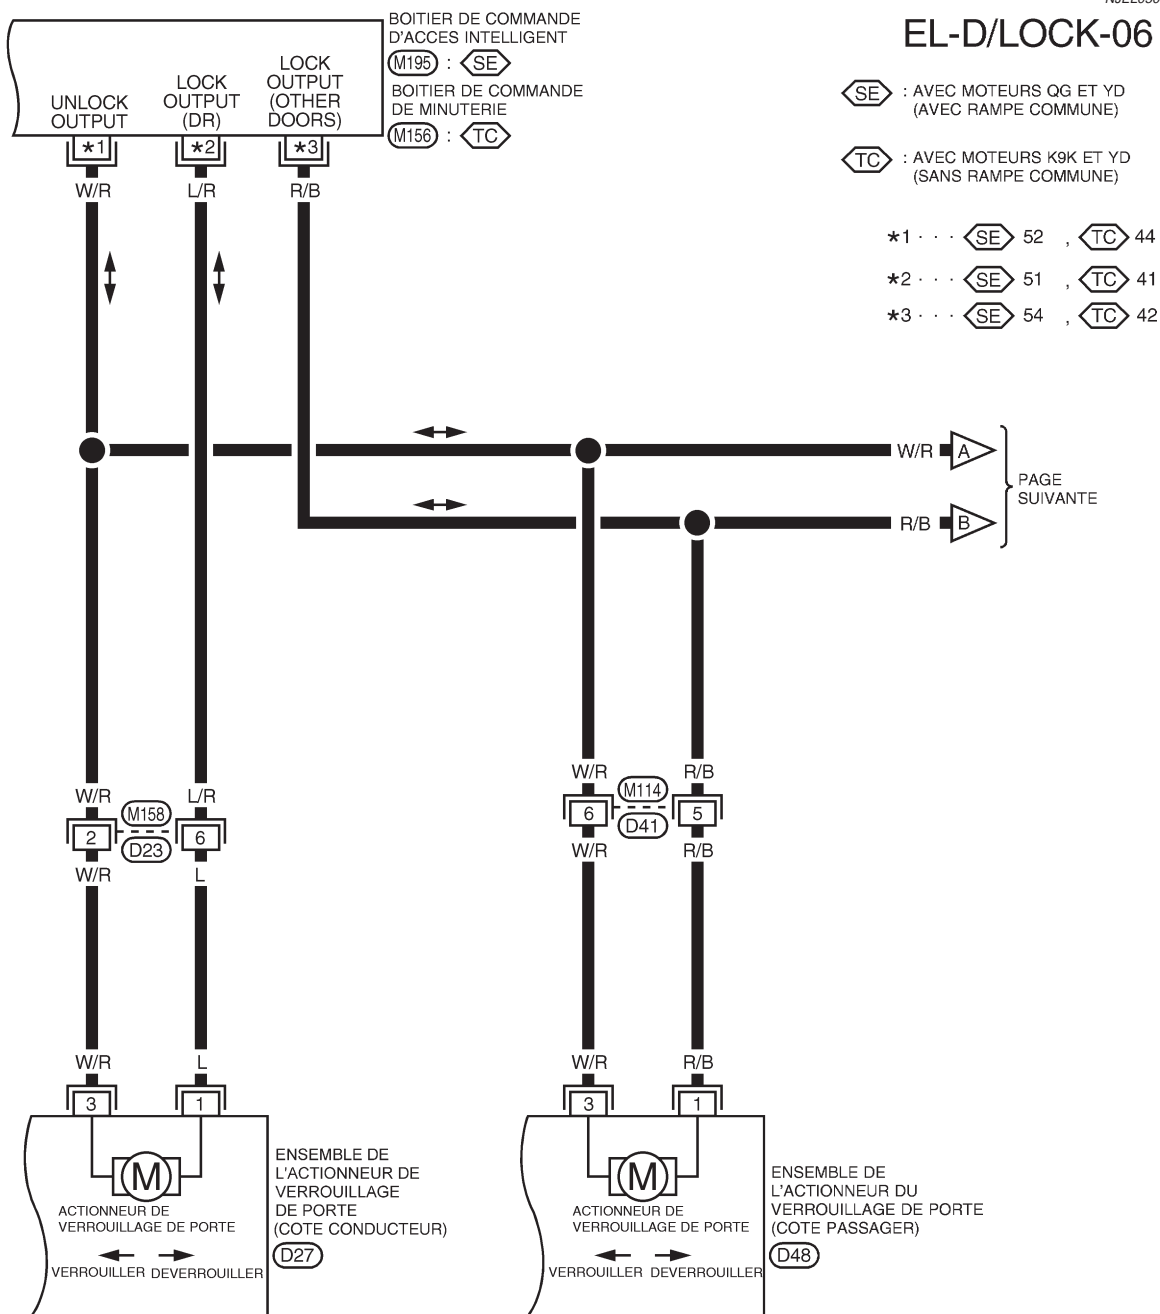 EL-D/LOCK-06
BOITIER DE COMMANDE
D'ACCES INTELLIGENT
M195 : SE
BOITIER DE COMMANDE
DE MINUTERIE
M156 : TC
UNLOCK
OUTPUT
LOCK
OUTPUT
(DR)
LOCK
OUTPUT
(OTHER
DOORS)
★1
★2
★3
W/R
L/R
R/B
SE : AVEC MOTEURS QG ET YD
(AVEC RAMPE COMMUNE)
TC : AVEC MOTEURS K9K ET YD
(SANS RAMPE COMMUNE)
★1 · · · SE 52 , TC 44
★2 · · · SE 51 , TC 41
★3 · · · SE 54 , TC 42
W/R A
R/B B
PAGE
SUIVANTE
W/R
L/R
M158
2
6
D23
W/R
L
W/R
R/B
M114
6
5
D41
W/R
R/B
W/R
L
3
1
M
ACTIONNEUR DE
VERROUILLAGE DE PORTE
VERROUILLER DEVERROUILLER
ENSEMBLE DE
L'ACTIONNEUR DE
VERROUILLAGE
DE PORTE
(COTE CONDUCTEUR)
D27
W/R
R/B
3
1
M
ACTIONNEUR DE
VERROUILLAGE DE PORTE
VERROUILLER DEVERROUILLER
ENSEMBLE DE
L'ACTIONNEUR DU
VERROUILLAGE DE PORTE
(COTE PASSAGER)
D48